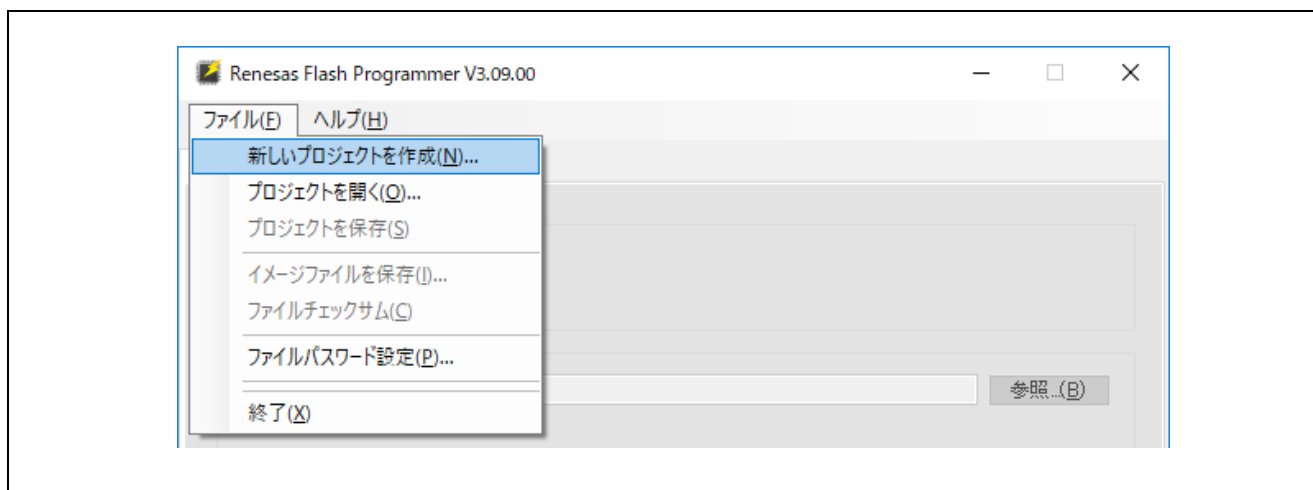 Renesas Flash Programmer V3.09.00
ファイル(F) ヘルプ(H)
新しいプロジェクトを作成(N)...
プロジェクトを開く(O)...
プロジェクトを保存(S)
イメージファイルを保存(I)...
ファイルチェックサム(C)
ファイルパスワード設定(P)...
参照...(B)
終了(X)